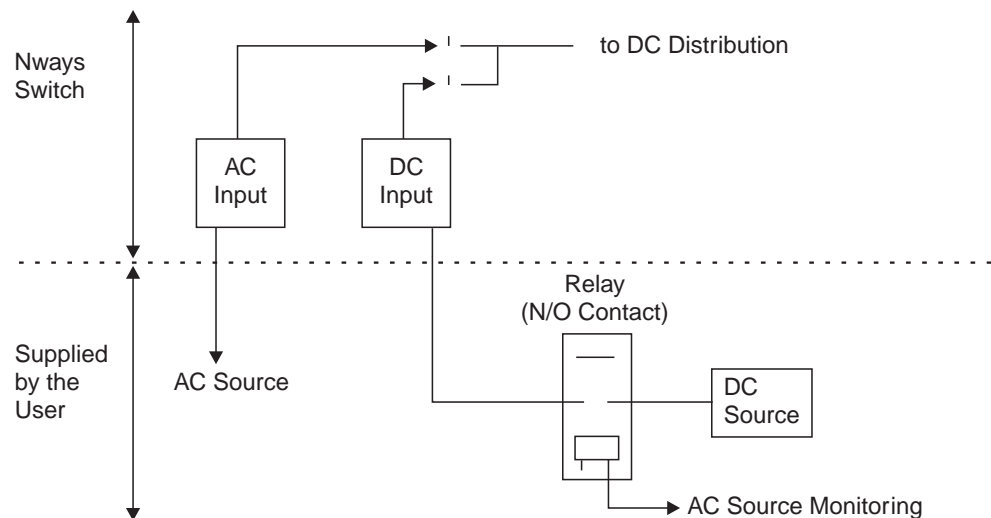 Nways
Switch
to DC Distribution
AC
Input
DC
Input
Relay
(N/O Contact)
Supplied
by the
User
AC Source
DC
Source
AC Source Monitoring